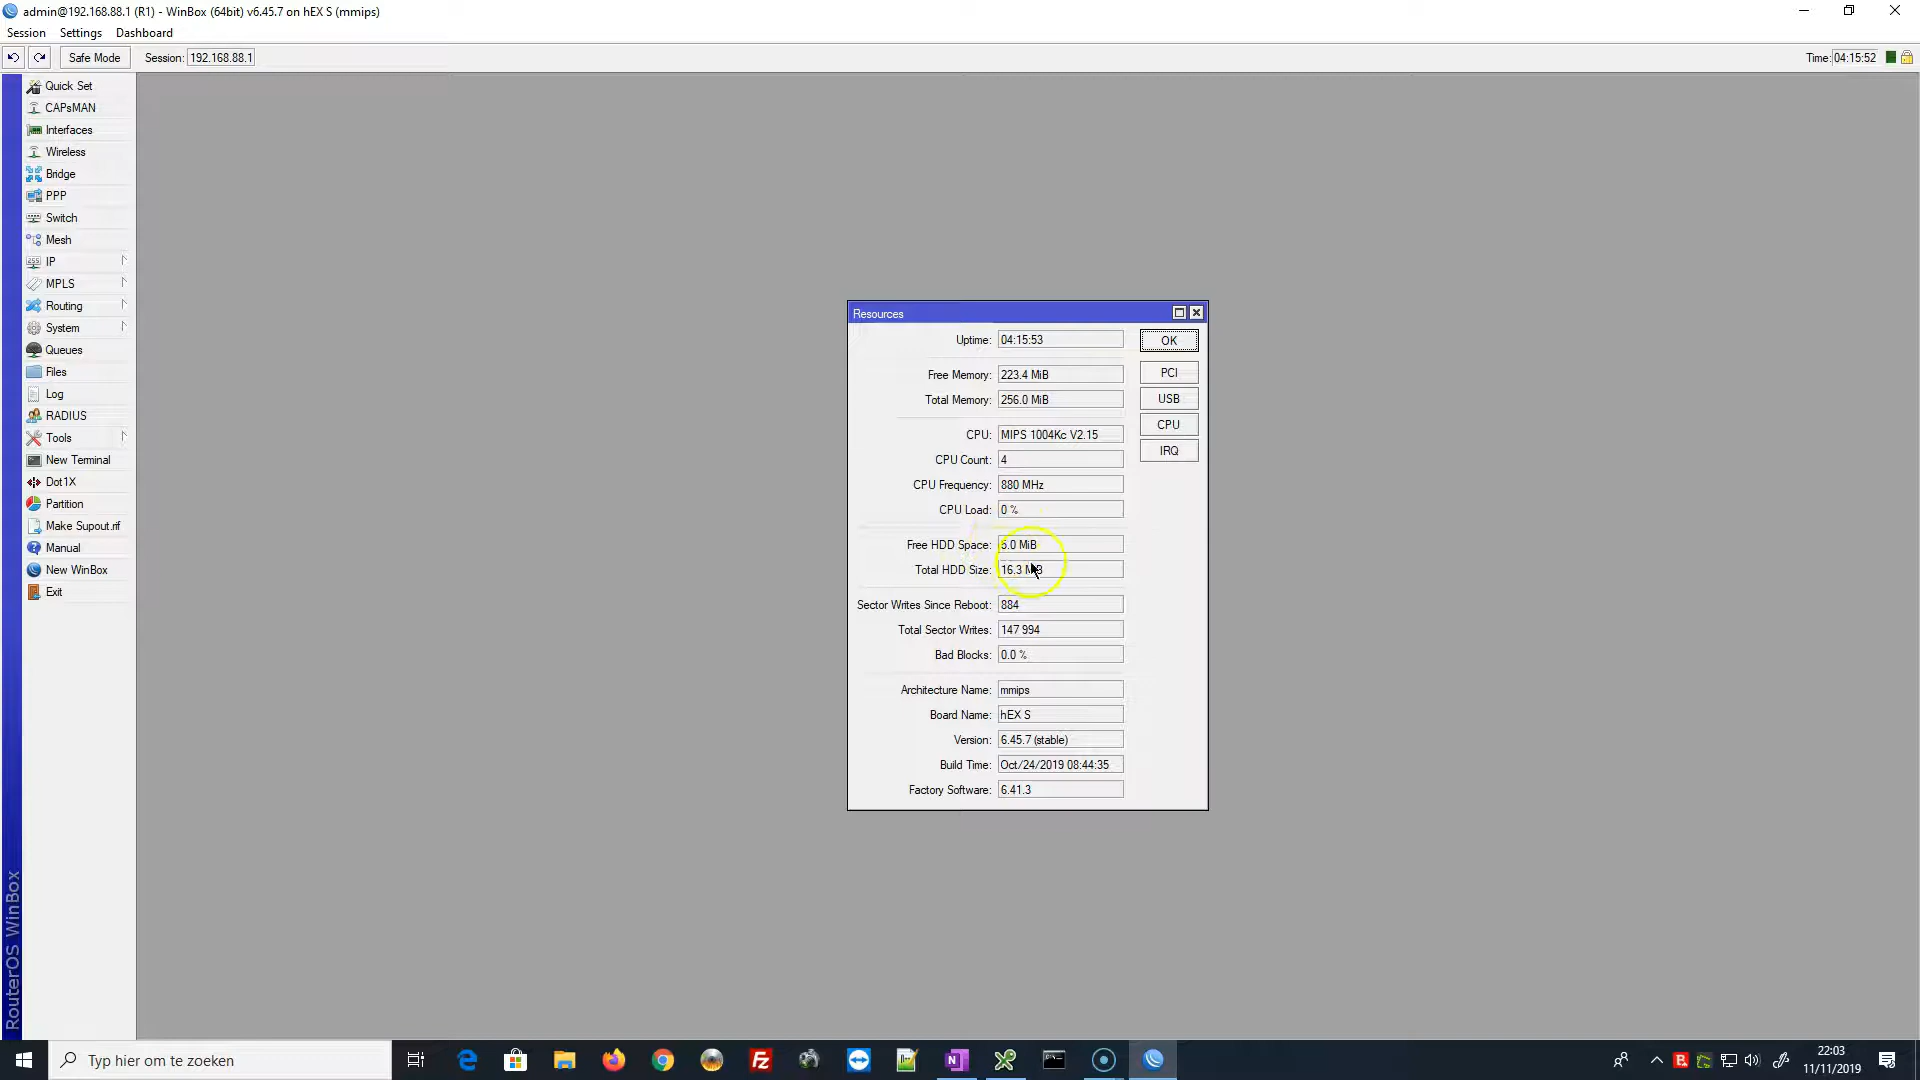 admin@192.168.88.1 (R1) - WinBox (64bit) v6.45.7 on hEX S (mmips)
Session Settings Dashboard
Safe Mode Session: 192.168.88.1 Time: 04:15:52
Quick Set
CAPsMAN
Interfaces
Wireless
Bridge
PPP
Switch
Mesh
IP
MPLS
Routing
System
Queues
Files
Log
RADIUS
Tools
New Terminal
Dot1X
Partition
Make Supout.rif
Manual
New WinBox
Exit
RouterOS WinBox
Resources
Uptime: 04:15:53
Free Memory: 223.4 MiB
Total Memory: 256.0 MiB
CPU: MIPS 1004Kc V2.15
CPU Count: 4
CPU Frequency: 880 MHz
CPU Load: 0 %
Free HDD Space: MiB
Total HDD Size: 16.3 MiB
Sector Writes Since Reboot: 884
Total Sector Writes: 147 994
Bad Blocks: 0.0 %
Architecture Name: mmips
Board Name: hEX S
Version: 6.45.7 (stable)
Build Time: Oct/24/2019 08:44:35
Factory Software: 6.41.3
OK
PCI
USB
CPU
IRQ
Typ hier om te zoeken
22:03
11/11/2019